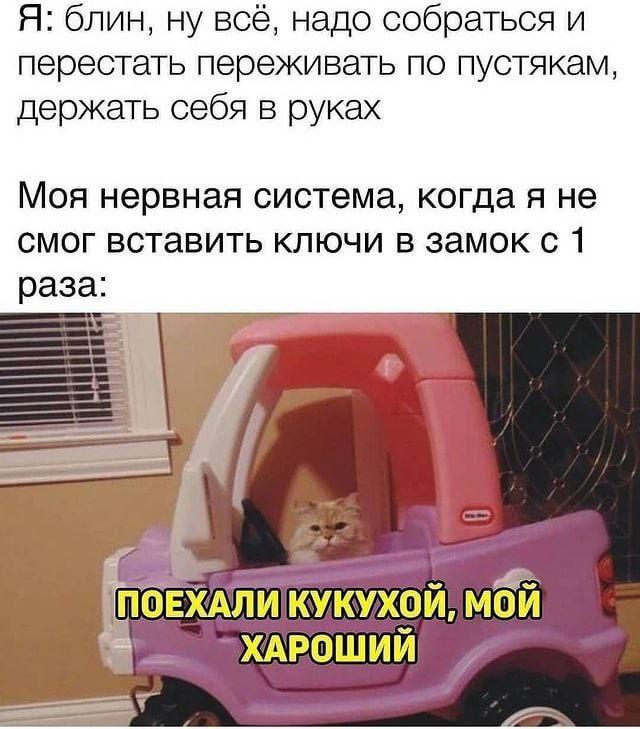 Я: блин, ну всё, надо собраться и
перестать переживать по пустякам,
держать себя в руках
Моя нервная система, когда я не
смог вставить ключи в замок с 1
раза:
ПОЕХАЛИ КУКУХОЙ, МОЙ
ХАРОШИЙ